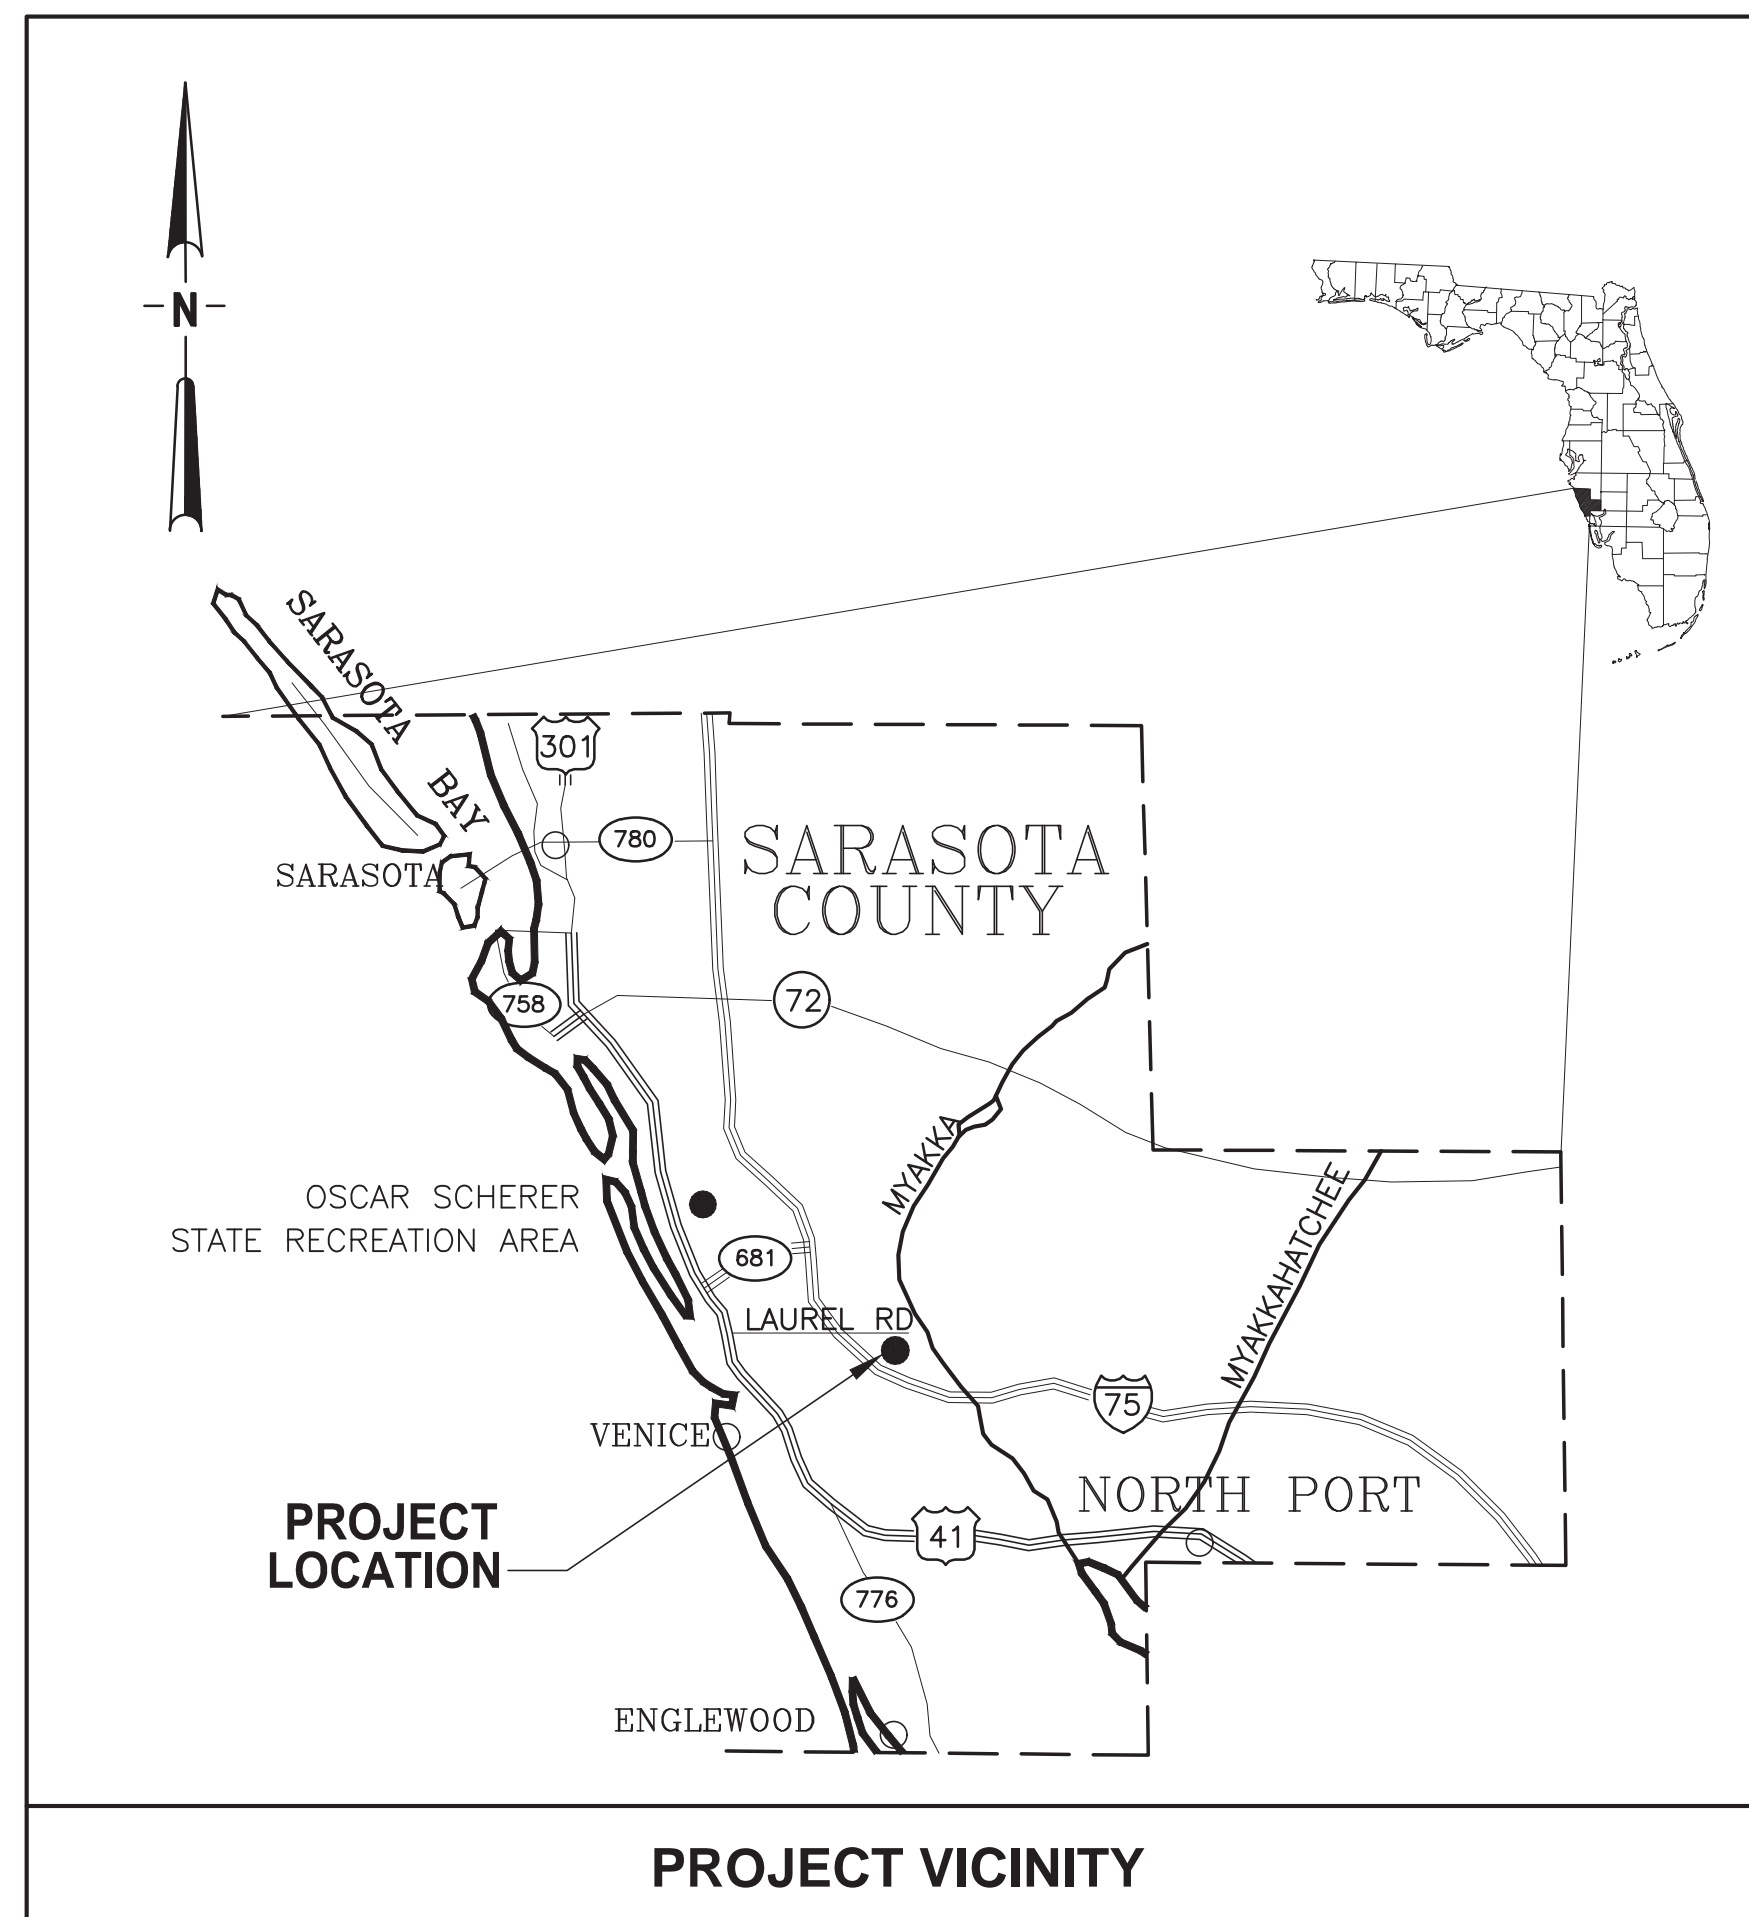 N
SARASOTA
BAY
301
780
SARASOTA
SARASOTA
COUNTY
758
72
MYAKKA
MYAKKAHATCHEE
OSCAR SCHERER
STATE RECREATION AREA
681
LAUREL RD
75
VENICE
NORTH PORT
PROJECT
LOCATION
41
776
ENGLEWOOD
PROJECT VICINITY